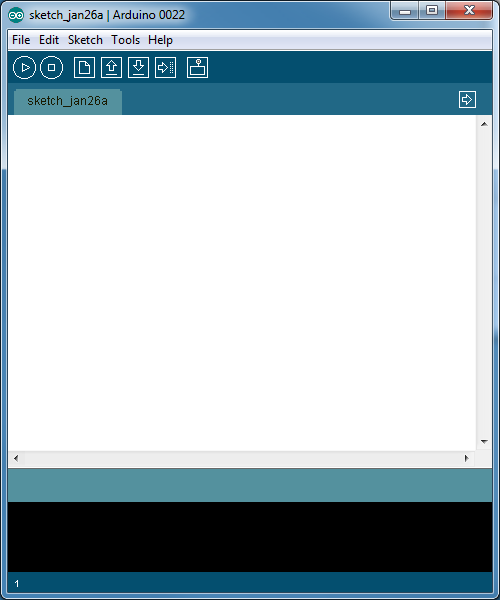 sketch_jan26a | Arduino 0022
File Edit Sketch Tools Help
sketch_jan26a
1